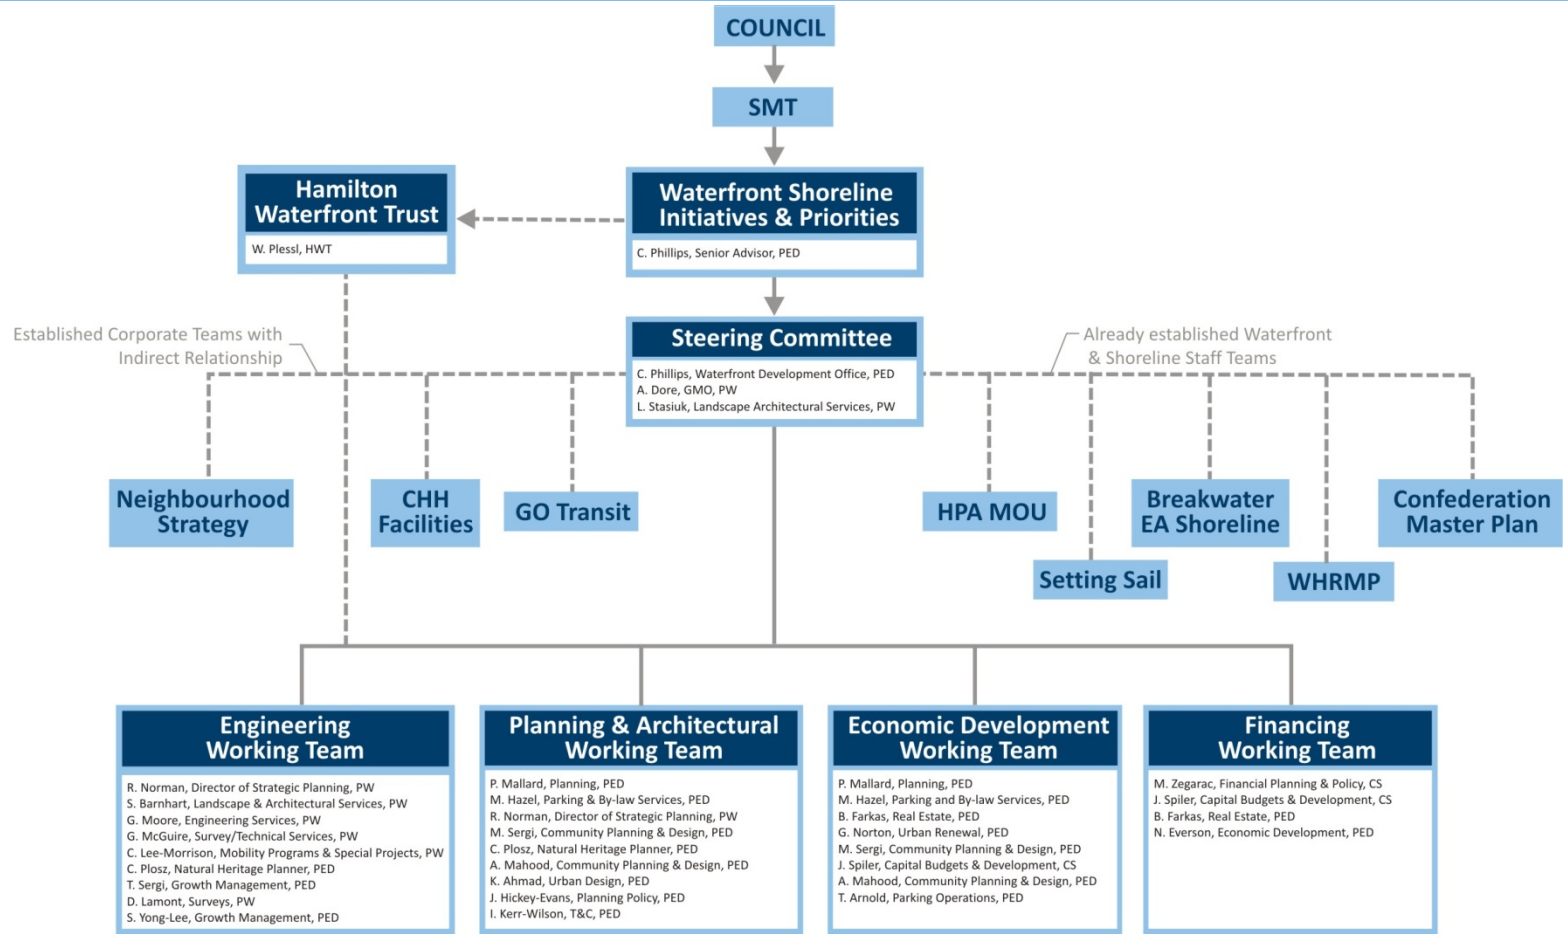 COUNCIL
SMT
Hamilton
Waterfront Trust
W. Plessl, HWT
Waterfront Shoreline
Initiatives & Priorities
C. Phillips, Senior Advisor, PED
Established Corporate Teams with
Indirect Relationship
Steering Committee
C. Phillips, Waterfront Development Office, PED
A. Dore, GMO, PW
L. Stasiuk, Landscape Architectural Services, PW
Already established Waterfront
& Shoreline Staff Teams
Neighbourhood
Strategy
CHH
Facilities
GO Transit
HPA MOU
Setting Sail
Breakwater
EA Shoreline
WHRMP
Confederation
Master Plan
Engineering
Working Team
R. Norman, Director of Strategic Planning, PW
S. Barnhart, Landscape & Architectural Services, PW
G. Moore, Engineering Services, PW
G. McGuire, Survey/Technical Services, PW
C. Lee-Morrison, Mobility Programs & Special Projects, PW
C. Plosz, Natural Heritage Planner, PED
T. Sergi, Growth Management, PED
D. Lamont, Surveys, PW
S. Yong-Lee, Growth Management, PED
Planning & Architectural
Working Team
P. Mallard, Planning, PED
M. Hazel, Parking & By-law Services, PED
R. Norman, Director of Strategic Planning, PW
M. Sergi, Community Planning & Design, PED
C. Plosz, Natural Heritage Planner, PED
A. Mahood, Community Planning & Design, PED
K. Ahmad, Urban Design, PED
J. Hickey-Evans, Planning Policy, PED
I. Kerr-Wilson, T&C, PED
Economic Development
Working Team
P. Mallard, Planning, PED
M. Hazel, Parking and By-law Services, PED
B. Farkas, Real Estate, PED
G. Norton, Urban Renewal, PED
M. Sergi, Community Planning & Design, PED
J. Spiler, Capital Budgets & Development, CS
A. Mahood, Community Planning & Design, PED
T. Arnold, Parking Operations, PED
Financing
Working Team
M. Zegarac, Financial Planning & Policy, CS
J. Spiler, Capital Budgets & Development, CS
B. Farkas, Real Estate, PED
N. Everson, Economic Development, PED